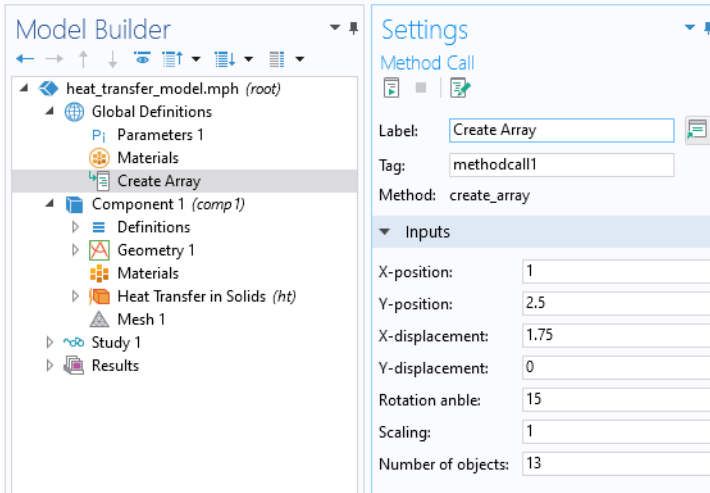 Model Builder
heat_transfer_model.mph (root)
Global Definitions
Pi Parameters 1
Materials
Create Array
Component 1 (comp1)
Definitions
Geometry 1
Materials
Heat Transfer in Solids (ht)
Mesh 1
Study 1
Results
Settings
Method Call
Label: Create Array
Tag: methodcall1
Method: create_array
Inputs
X-position: 1
Y-position: 2.5
X-displacement: 1.75
Y-displacement: 0
Rotation anble: 15
Scaling: 1
Number of objects: 13